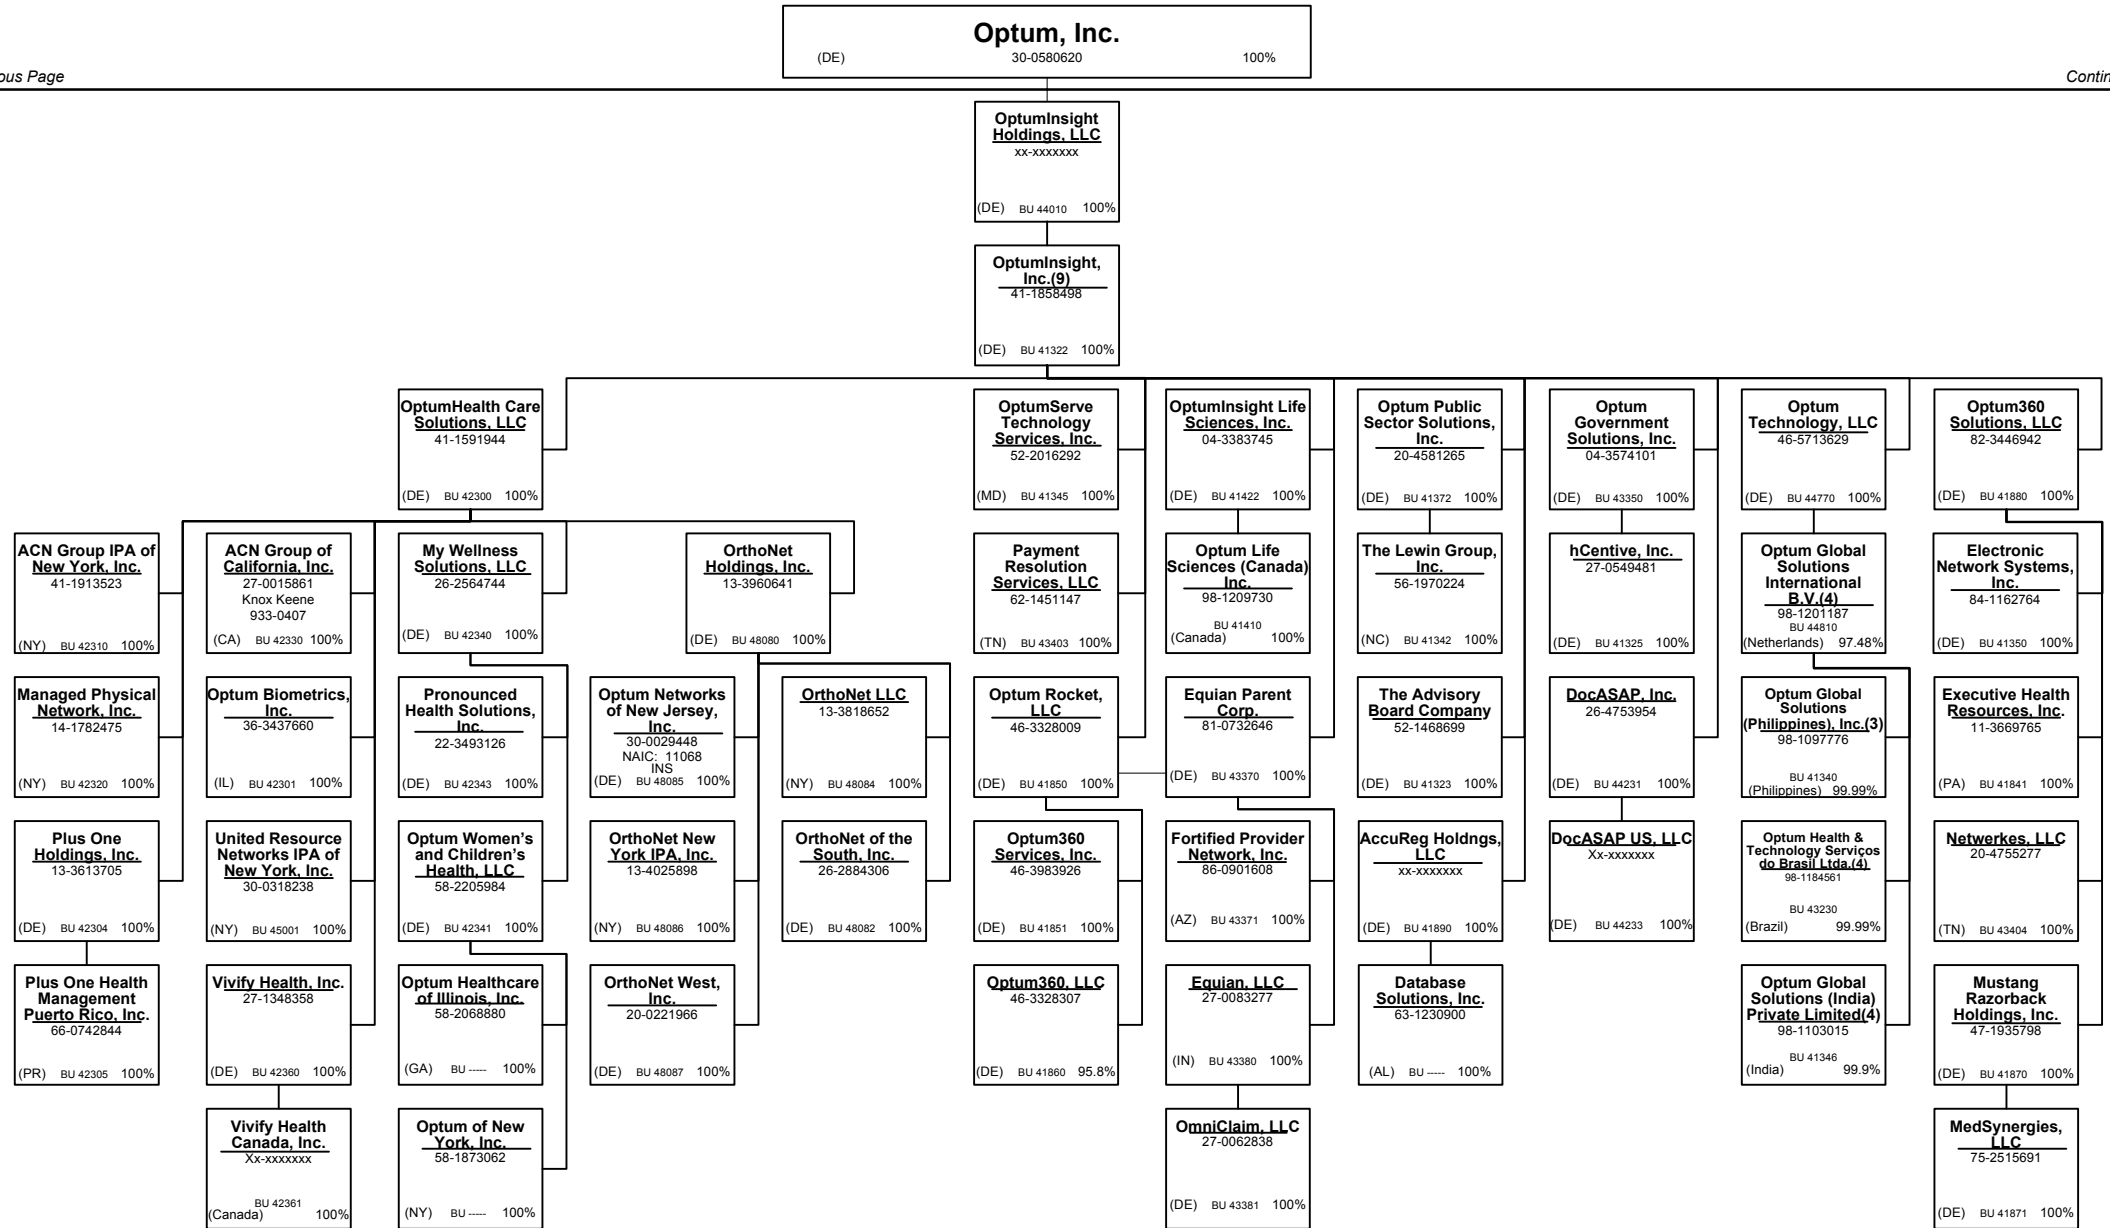 Optum, Inc.
(DE) 30-0580620 100%
ous Page
Contin
OptumInsight
Holdings, LLC
xx-xxxxxxx
(DE) BU 44010 100%
OptumInsight,
Inc.(9)
41-1858498
(DE) BU 41322 100%
OptumHealth Care
Solutions, LLC
41-1591944
(DE) BU 42300 100%
OptumServe
Technology
Services, Inc.
52-2016292
(MD) BU 41345 100%
OptumInsight Life
Sciences, Inc.
04-3383745
(DE) BU 41422 100%
Optum Public
Sector Solutions,
Inc.
20-4581265
(DE) BU 41372 100%
Optum
Government
Solutions, Inc.
04-3574101
(DE) BU 43350 100%
Optum
Technology, LLC
46-5713629
(DE) BU 44770 100%
Optum360
Solutions, LLC
82-3446942
(DE) BU 41880 100%
ACN Group IPA of
New York, Inc.
41-1913523
(NY) BU 42310 100%
ACN Group of
California, Inc.
27-0015861
Knox Keene
933-0407
(CA) BU 42330 100%
My Wellness
Solutions, LLC
26-2564744
(DE) BU 42340 100%
OrthoNet
Holdings, Inc.
13-3960641
(DE) BU 48080 100%
Payment
Resolution
Services, LLC
62-1451147
(TN) BU 43403 100%
Optum Life
Sciences (Canada)
Inc.
98-1209730
BU 41410
(Canada) 100%
The Lewin Group,
Inc.
56-1970224
(NC) BU 41342 100%
hCentive, Inc.
27-0549481
(DE) BU 41325 100%
Optum Global
Solutions
International
B.V.(4)
98-1201187
BU 44810
(Netherlands) 97.48%
Electronic
Network Systems,
Inc.
84-1162764
(DE) BU 41350 100%
Managed Physical
Network, Inc.
14-1782475
(NY) BU 42320 100%
Optum Biometrics,
Inc.
36-3437660
(IL) BU 42301 100%
Pronounced
Health Solutions,
Inc.
22-3493126
(DE) BU 42343 100%
Optum Networks
of New Jersey,
Inc.
30-0029448
NAIC: 11068
INS
(DE) BU 48085 100%
OrthoNet LLC
13-3818652
(NY) BU 48084 100%
Optum Rocket,
LLC
46-3328009
(DE) BU 41850 100%
Equian Parent
Corp.
81-0732646
(DE) BU 43370 100%
The Advisory
Board Company
52-1468699
(DE) BU 41323 100%
DocASAP, Inc.
26-4753954
(DE) BU 44231 100%
Optum Global
Solutions
(Philippines), Inc.(3)
98-1097776
BU 41340
(Philippines) 99.99%
Executive Health
Resources, Inc.
11-3669765
(PA) BU 41841 100%
Plus One
Holdings, Inc.
13-3613705
(DE) BU 42304 100%
United Resource
Networks IPA of
New York, Inc.
30-0318238
(NY) BU 45001 100%
Optum Women's
and Children's
Health, LLC
58-2205984
(DE) BU 42341 100%
OrthoNet New
York IPA, Inc.
13-4025898
(NY) BU 48086 100%
OrthoNet of the
South, Inc.
26-2884306
(DE) BU 48082 100%
Optum360
Services, Inc.
46-3983926
(DE) BU 41851 100%
Fortified Provider
Network, Inc.
86-0901608
(AZ) BU 43371 100%
AccuReg Holdngs,
LLC
xx-xxxxxxx
(DE) BU 41890 100%
DocASAP US, LLC
Xx-xxxxxxx
(DE) BU 44233 100%
Optum Health &
Technology Serviços
do Brasil Ltda.(4)
98-1184561
BU 43230
(Brazil) 99.99%
Netwerkes, LLC
20-4755277
(TN) BU 43404 100%
Plus One Health
Management
Puerto Rico, Inc.
66-0742844
(PR) BU 42305 100%
Vivify Health, Inc.
27-1348358
(DE) BU 42360 100%
Optum Healthcare
of Illinois, Inc.
58-2068880
(GA) BU ----- 100%
OrthoNet West,
Inc.
20-0221966
(DE) BU 48087 100%
Optum360, LLC
46-3328307
(DE) BU 41860 95.8%
Equian, LLC
27-0083277
(IN) BU 43380 100%
Database
Solutions, Inc.
63-1230900
(AL) BU ----- 100%
Optum Global
Solutions (India)
Private Limited(4)
98-1103015
BU 41346
(India) 99.9%
Mustang
Razorback
Holdings, Inc.
47-1935798
(DE) BU 41870 100%
Vivify Health
Canada, Inc.
Xx-xxxxxxx
BU 42361
(Canada) 100%
Optum of New
York, Inc.
58-1873062
(NY) BU ----- 100%
OmniClaim, LLC
27-0062838
(DE) BU 43381 100%
MedSynergies,
LLC
75-2515691
(DE) BU 41871 100%